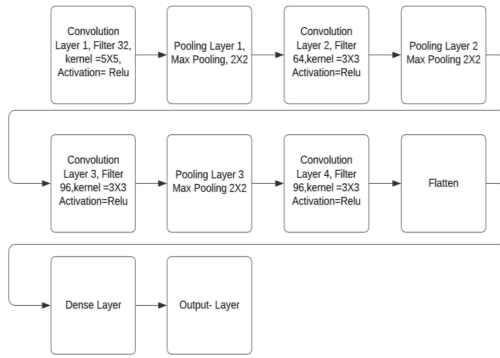 Convolution
Layer 1, Filter 32,
kernel =5X5,
Activation= Relu
Pooling Layer 1,
Max Pooling, 2X2
Convolution
Layer 2, Filter
64,kernel =3X3
Activation=Relu
Pooling Layer 2
Max Pooling 2X2
Convolution
Layer 3, Filter
96,kernel =3X3
Activation=Relu
Pooling Layer 3
Max Pooling 2X2
Convolution
Layer 4, Filter
96,kernel =3X3
Activation=Relu
Flatten
Dense Layer
Output- Layer